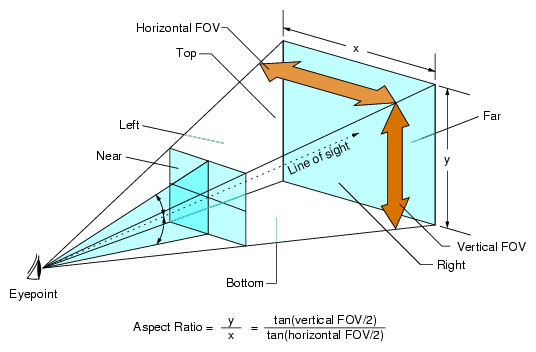 Horizontal FOV
x
Top
Left
Far
Near
Line of sight
y
Vertical FOV
Right
Bottom
Eyepoint
Aspect Ratio = y/x = tan(vertical FOV/2)/tan(horizontal FOV/2)